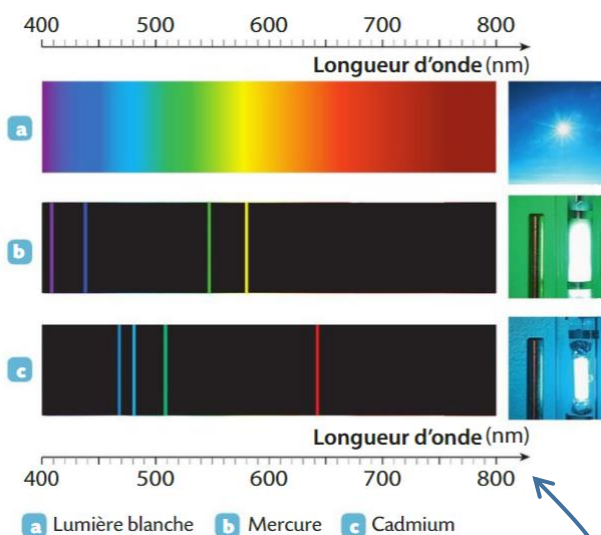 400 500 600 700 800
Longueur d'onde (nm)
a
b
c
Longueur d'onde (nm)
400 500 600 700 800
a Lumière blanche b Mercure c Cadmium